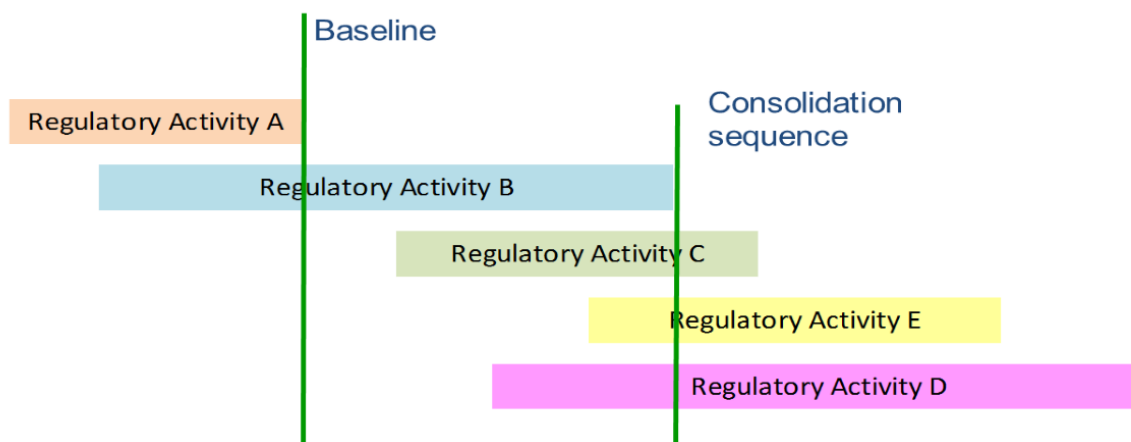 Baseline
Consolidation
sequence
Regulatory Activity A
Regulatory Activity B
Regulatory Activity C
Regulatory Activity E
Regulatory Activity D